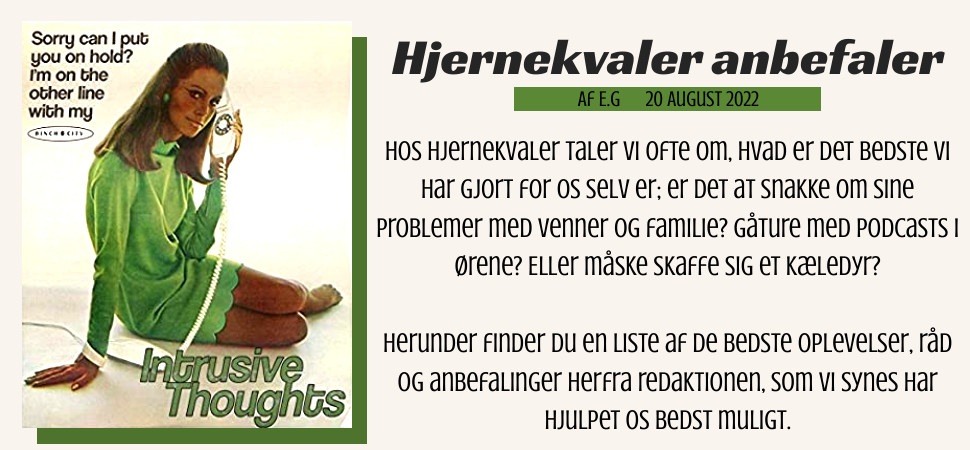 Sorry can I put
you on hold?
I'm on the
other line
with my
Intrusive
Thoughts
Hjernekvaler anbefaler
AF E.G 20 AUGUST 2022
Hos Hjernekvaler taler vi ofte om, hvad er det bedste vi
har gjort for os selv er; er det at snakke om sine
problemer med venner og familie? Gåture med podcasts i
ørene? Eller måske skaffe sig et kæledyr?
Herunder finder du en liste af de bedste oplevelser, råd
og anbefalinger herfra redaktionen, som vi synes har
hjulpet os bedst muligt.